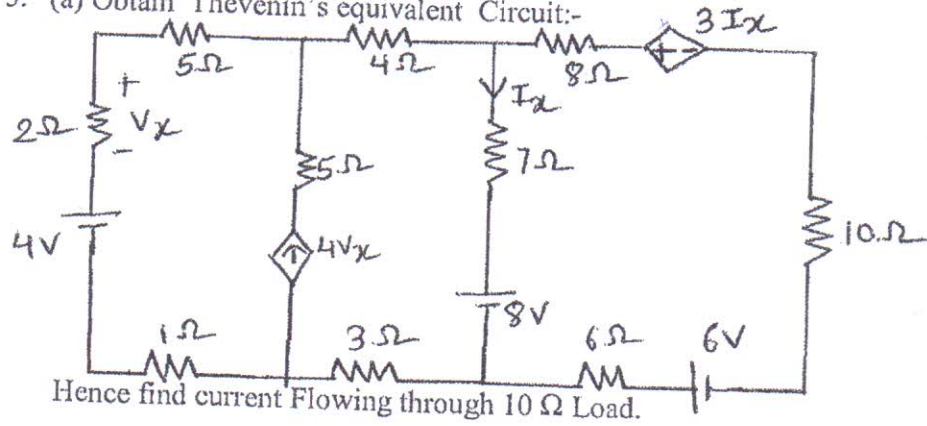 (a) Obtain Thevenin's equivalent Circuit:-
3Ix
5Ω
4Ω
8Ω
+
Vx
-
2Ω
Ix
+ -
5Ω
7Ω
4V
4Vx
10Ω
8V
1Ω
3Ω
6Ω
6V
Hence find current Flowing through 10 Ω Load.